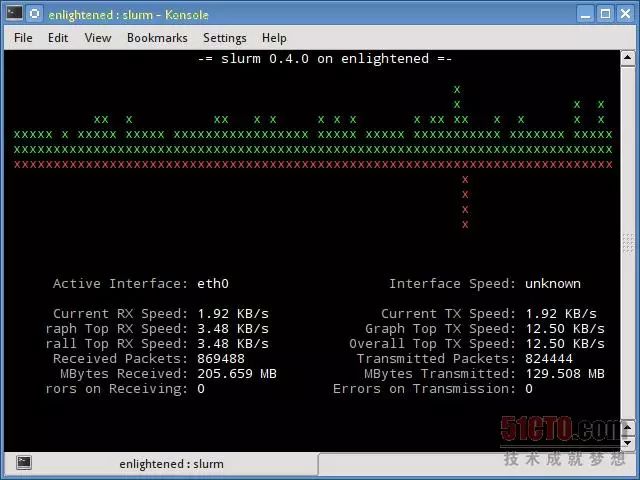 enlightened : slurm - Konsole
File Edit View Bookmarks Settings Help
-= slurm 0.4.0 on enlightened =-
Active Interface: eth0 Interface Speed: unknown
Current RX Speed: 1.92 KB/s Current TX Speed: 1.92 KB/s
raph Top RX Speed: 3.48 KB/s Graph Top TX Speed: 12.50 KB/s
rall Top RX Speed: 3.48 KB/s Overall Top TX Speed: 12.50 KB/s
Received Packets: 869488 Transmitted Packets: 824444
MBytes Received: 205.659 MB MBytes Transmitted: 129.508 MB
rors on Receiving: 0 Errors on Transmission: 0
51CTO.com
技术成就梦想
enlightened : slurm